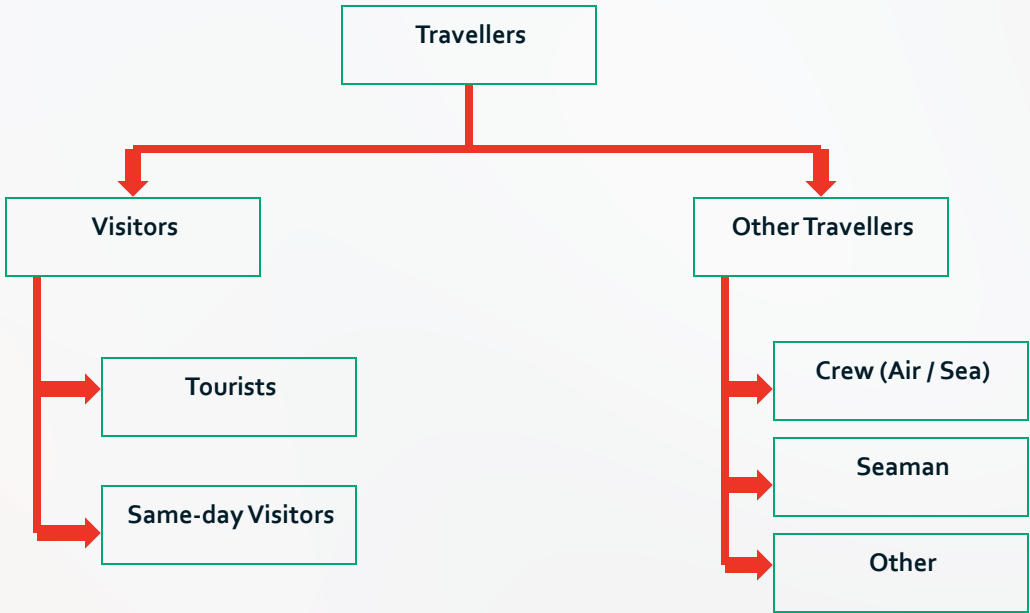 Travellers
Visitors
Other Travellers
Tourists
Same-day Visitors
Crew (Air / Sea)
Seaman
Other